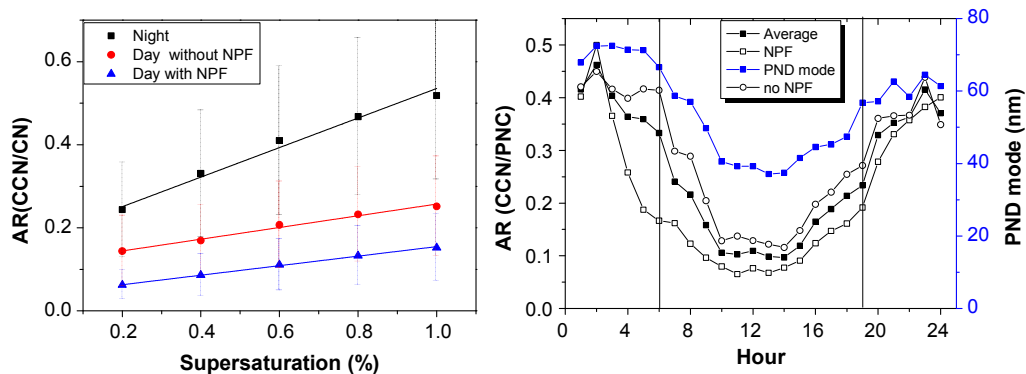 Night
Day without NPF
Day with NPF
0.6
0.4
0.2
0.0
AR(CCN/CN)
0.2 0.4 0.6 0.8 1.0
Supersaturation (%)
Average
NPF
PND mode
no NPF
0.5
0.4
0.3
0.2
0.1
0.0
AR (CCN/PNC)
0 4 8 12 16 20 24
Hour
80
60
40
20
0
PND mode (nm)